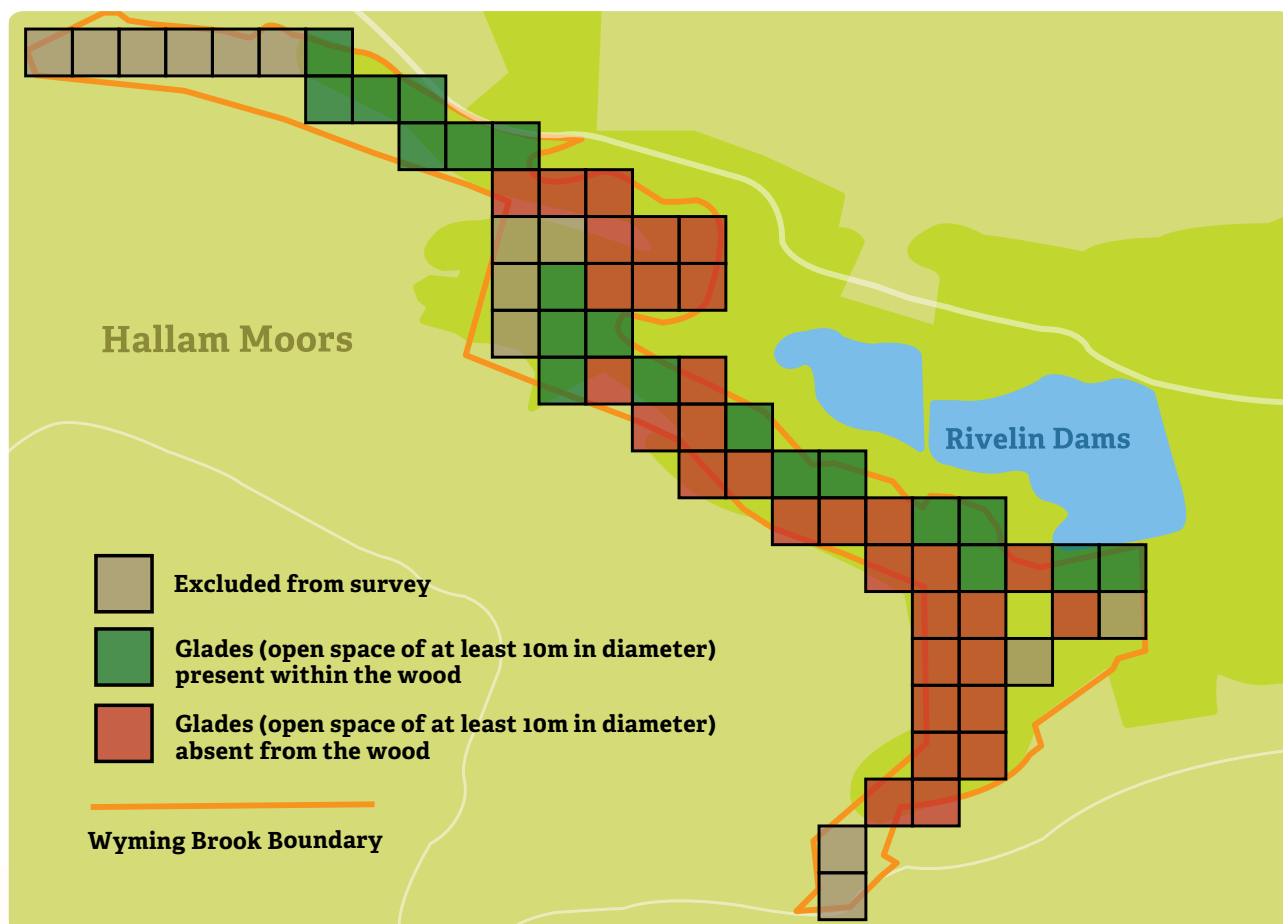 Hallam Moors
Rivelin Dams
Excluded from survey
Glades (open space of at least 10m in diameter)
present within the wood
Glades (open space of at least 10m in diameter)
absent from the wood
Wyming Brook Boundary